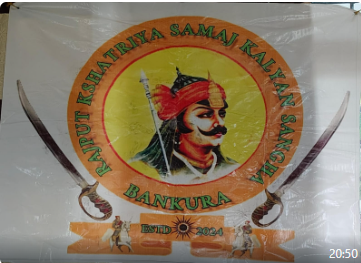 RAJPUT KSHATRIYA SAMAJ KALYAN SANGHA
BANKURA
ESTD 2024
20:50